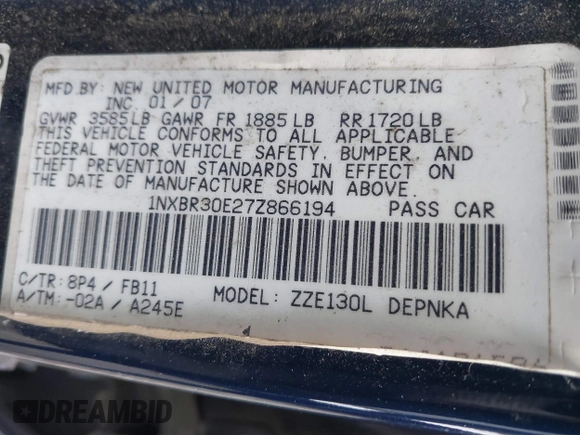 MFD.BY: NEW UNITED MOTOR MANUFACTURING
INC. 01/07
GVWR 3585LB GAWR FR 1885LB RR 1720LB
THIS VEHICLE CONFORMS TO ALL APPLICABLE
FEDERAL MOTOR VEHICLE SAFETY, BUMPER, AND
THEFT PREVENTION STANDARDS IN EFFECT ON
THE DATE OF MANUFACTURE SHOWN ABOVE.
1NXBR30E27Z866194 PASS CAR
C/TR: 8P4 / FB11
A/TM: -02A / A245E MODEL: ZZE130L DEPNKA
DREAMBID